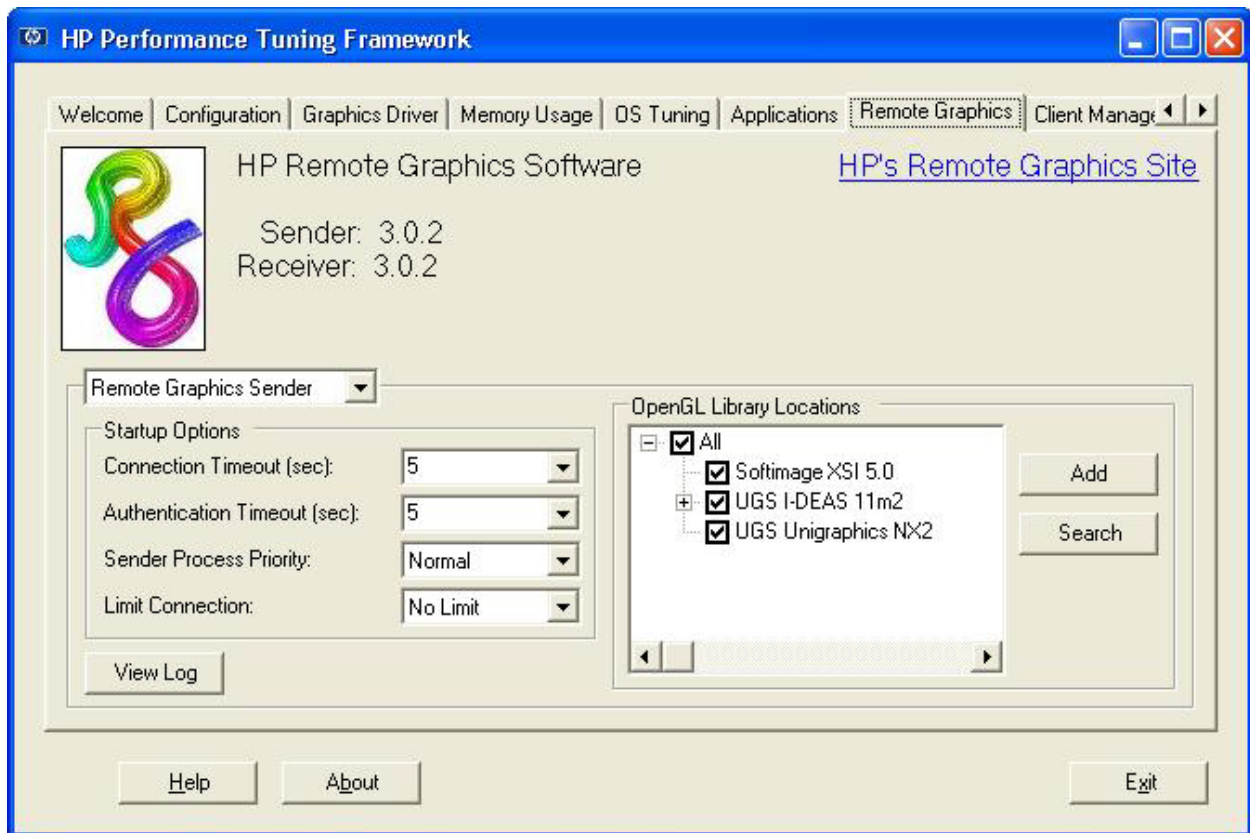 HP Performance Tuning Framework
Welcome Configuration Graphics Driver Memory Usage OS Tuning Applications Remote Graphics Client Manage
HP Remote Graphics Software HP's Remote Graphics Site
Sender: 3.0.2
Receiver: 3.0.2
Remote Graphics Sender
Startup Options
Connection Timeout (sec): 5
Authentication Timeout (sec): 5
Sender Process Priority: Normal
Limit Connection: No Limit
View Log
OpenGL Library Locations
All
Softimage XSI 5.0
UGS I-DEAS 11m2
UGS Unigraphics NX2
Add
Search
Help About Exit